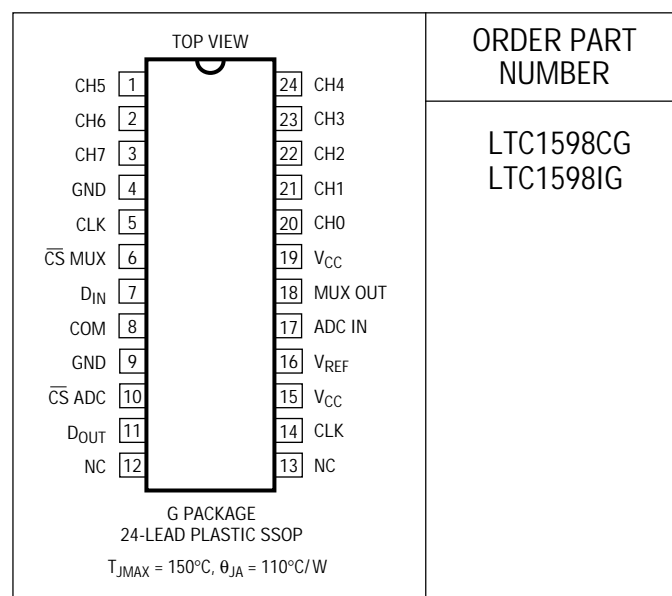 TOP VIEW
CH5 1 24 CH4
CH6 2 23 CH3
CH7 3 22 CH2
GND 4 21 CH1
CLK 5 20 CH0
C̅S̅ MUX 6 19 VCC
DIN 7 18 MUX OUT
COM 8 17 ADC IN
GND 9 16 VREF
C̅S̅ ADC 10 15 VCC
DOUT 11 14 CLK
NC 12 13 NC
G PACKAGE
24-LEAD PLASTIC SSOP
TJMAX = 150°C, θJA = 110°C/W
ORDER PART
NUMBER
LTC1598CG
LTC1598IG